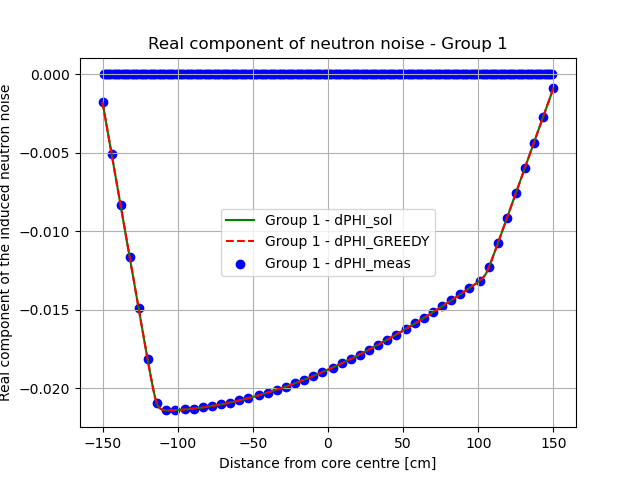 Real component of neutron noise - Group 1
Real component of the induced neutron noise
0.000
−0.005
−0.010
−0.015
−0.020
Group 1 - dPHI_sol
Group 1 - dPHI_GREEDY
Group 1 - dPHI_meas
−150
−100
−50
0
50
100
150
Distance from core centre [cm]